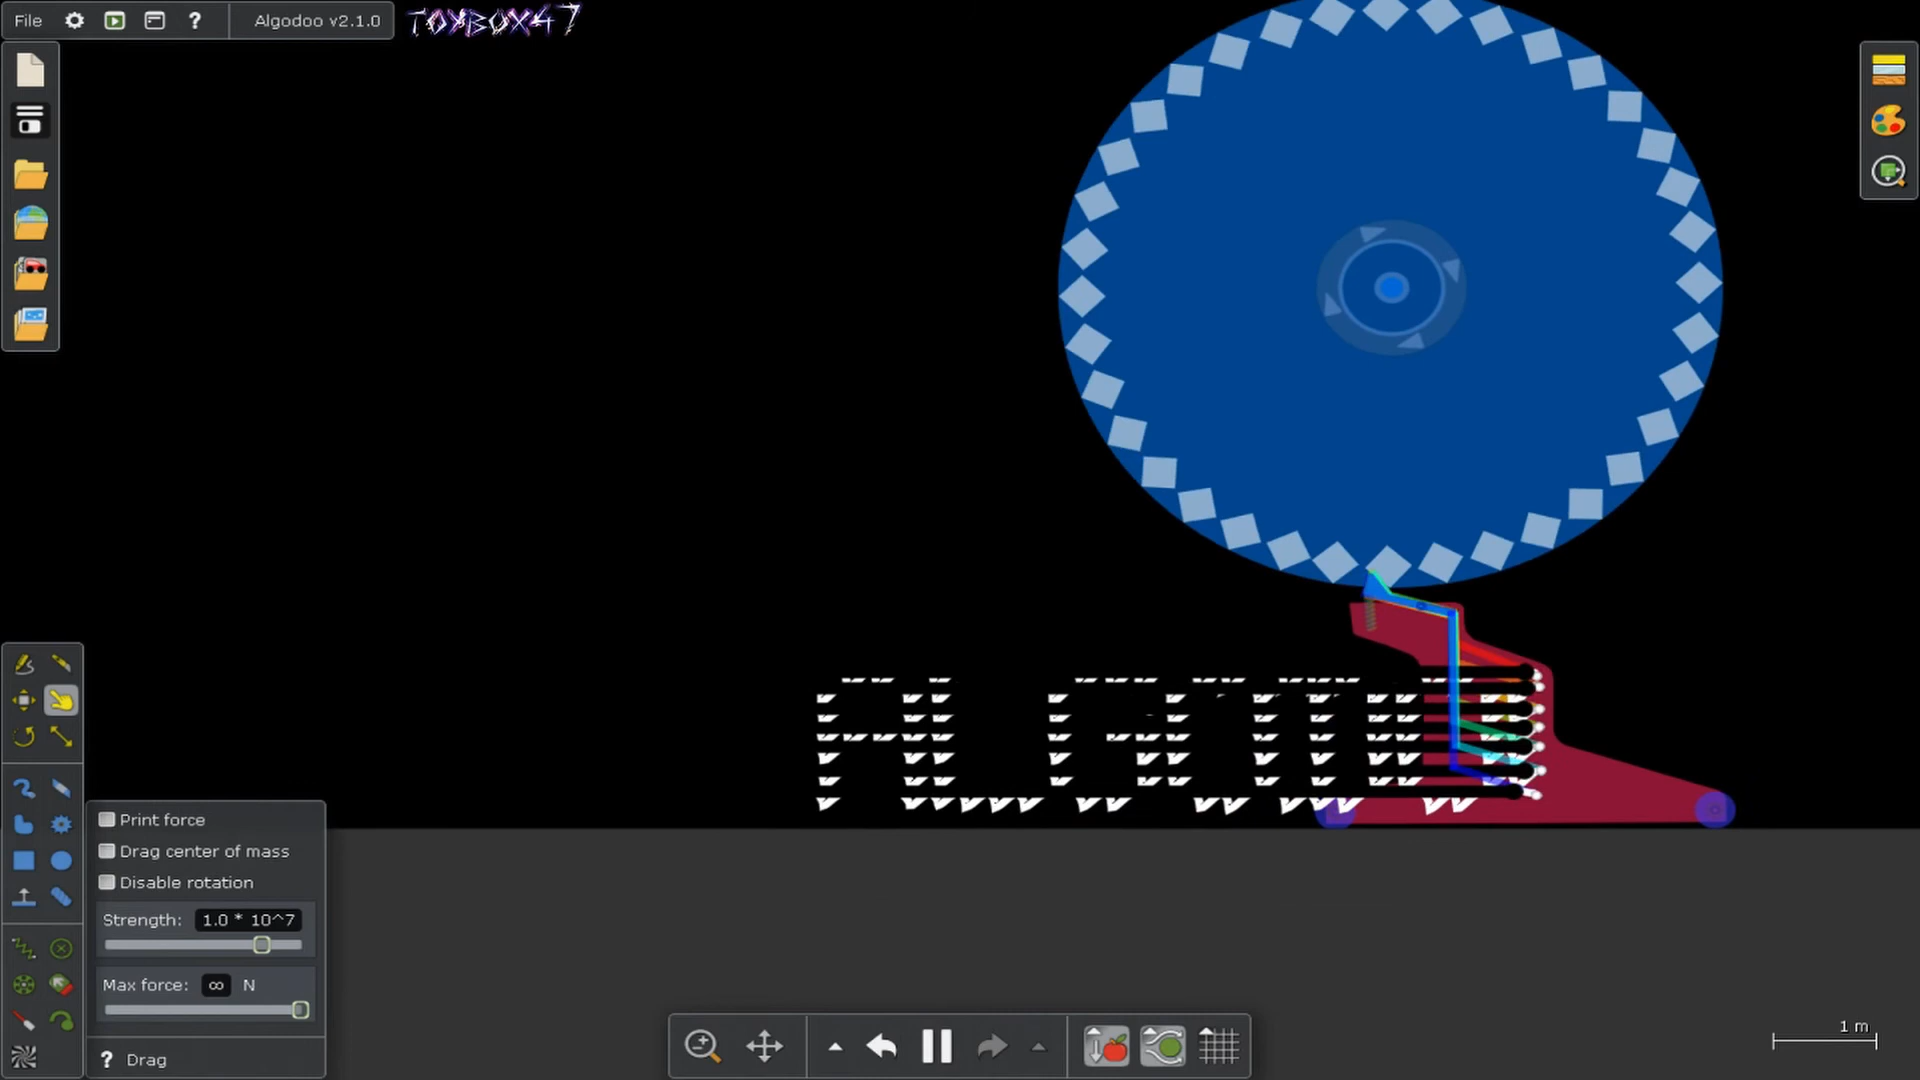 File
Algodoo v2.1.0
TOYBOX47
Print force
Drag center of mass
Disable rotation
Strength: 1.0 * 10^7
Max force: ∞ N
? Drag
1 m